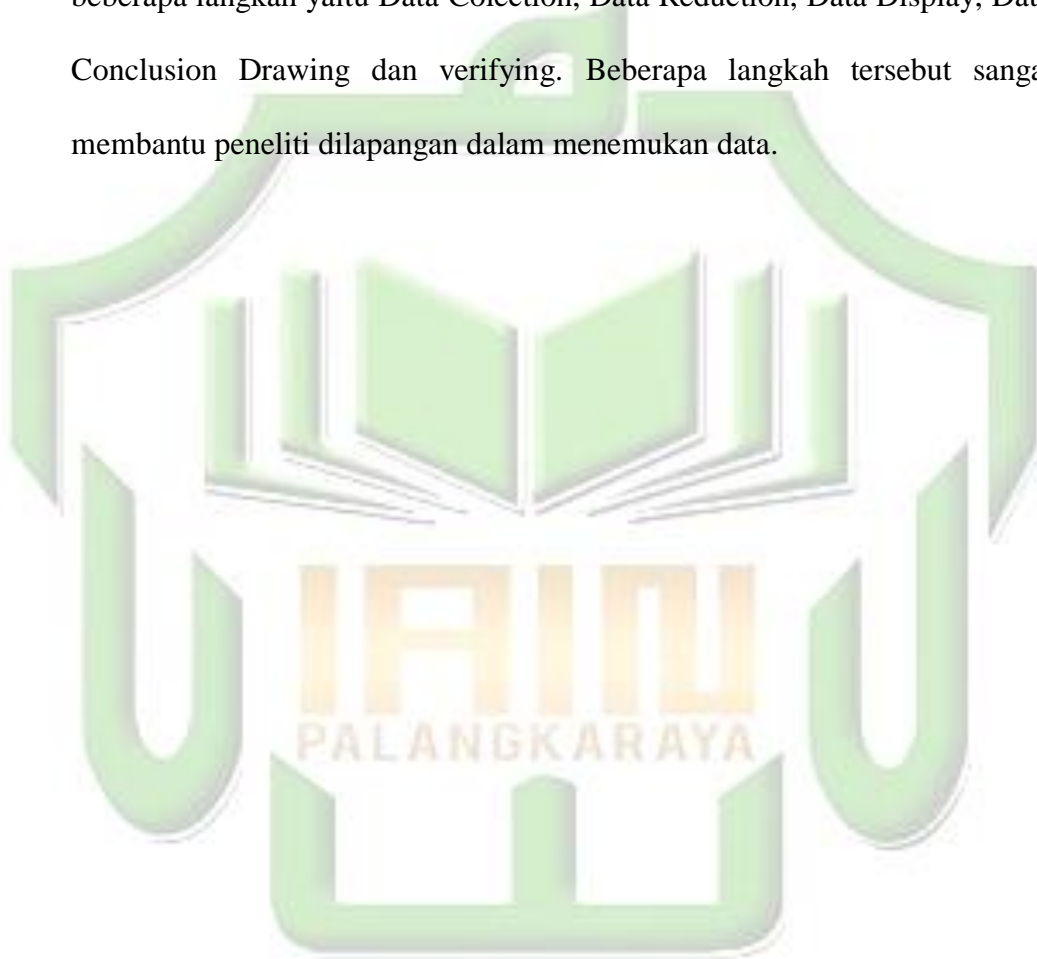 beberapa langkah yaitu Data Colection, Data Reduction, Data Display, Dat
Conclusion Drawing dan verifying. Beberapa langkah tersebut sanga
membantu peneliti dilapangan dalam menemukan data.
IAIN
PALANGKARAYA